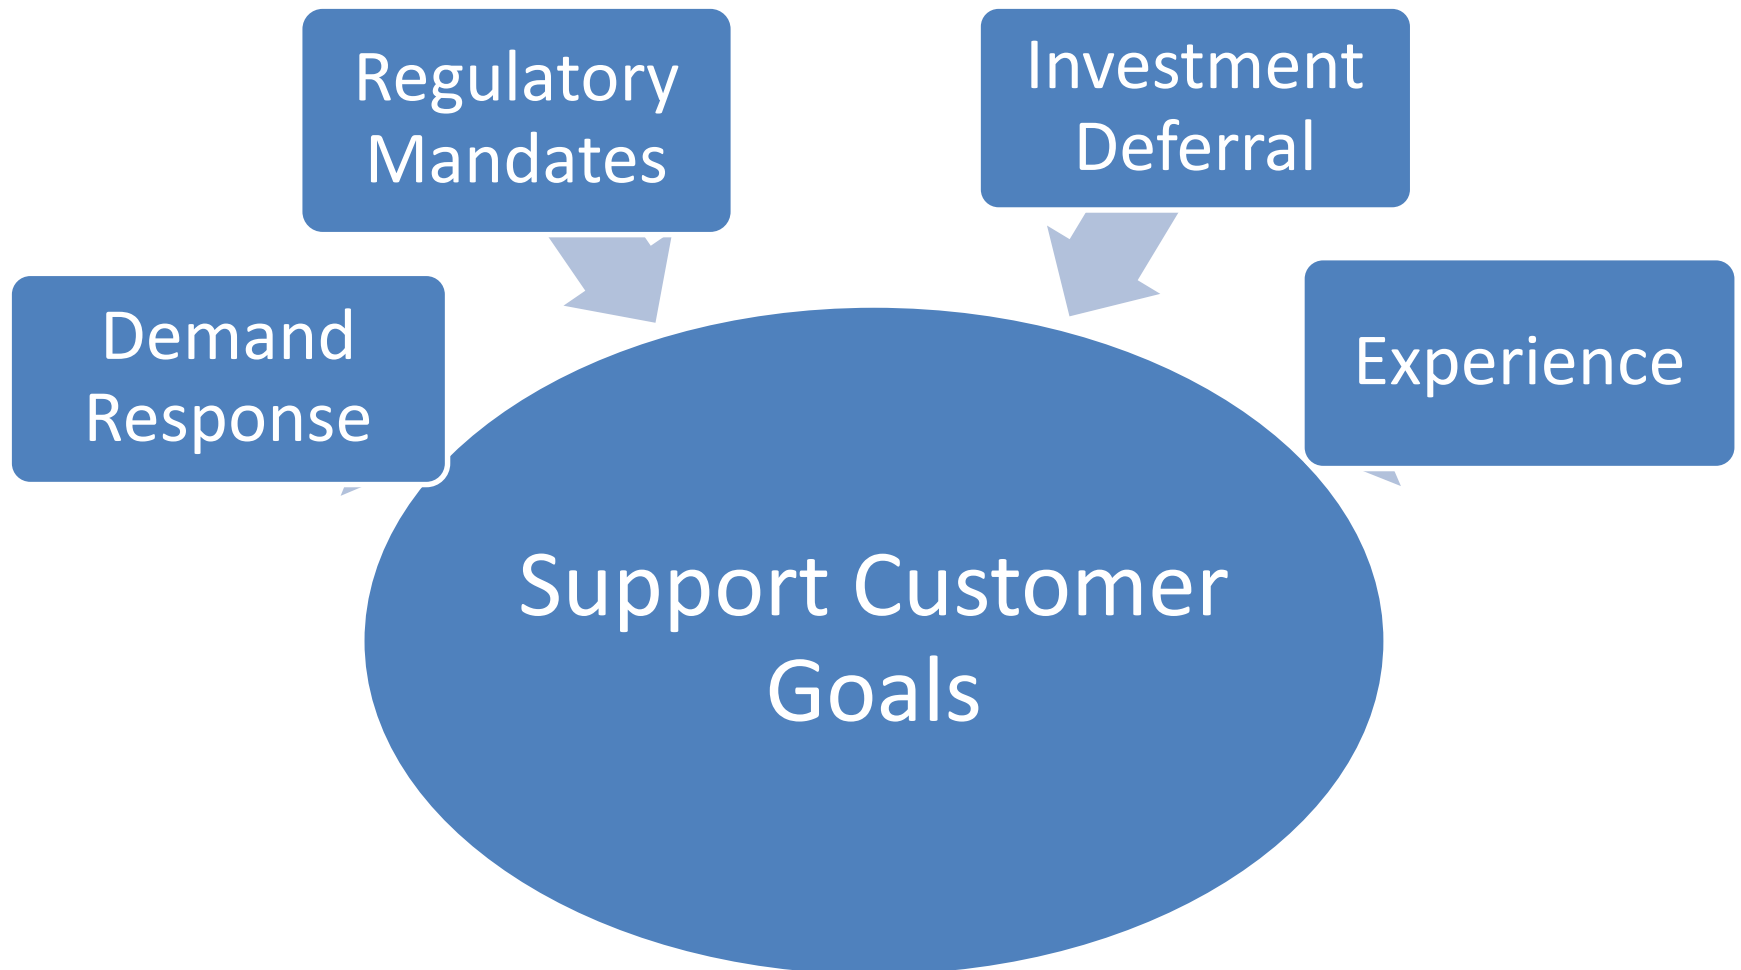 Regulatory
Mandates
Investment
Deferral
Demand
Response
Experience
Support Customer
Goals